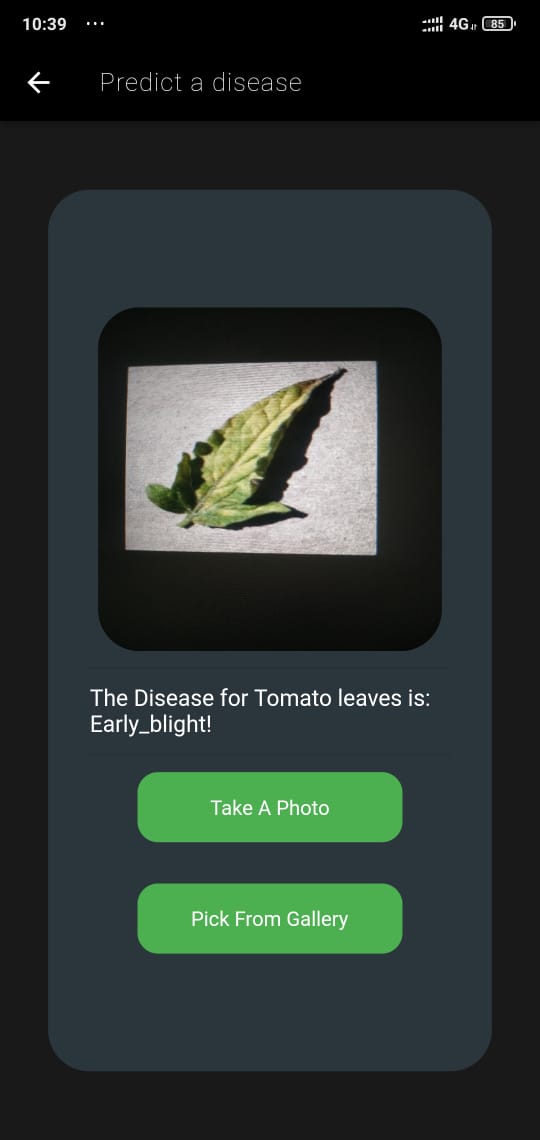 10:39 ... 4G 85
Predict a disease
The Disease for Tomato leaves is:
Early_blight!
Take A Photo
Pick From Gallery